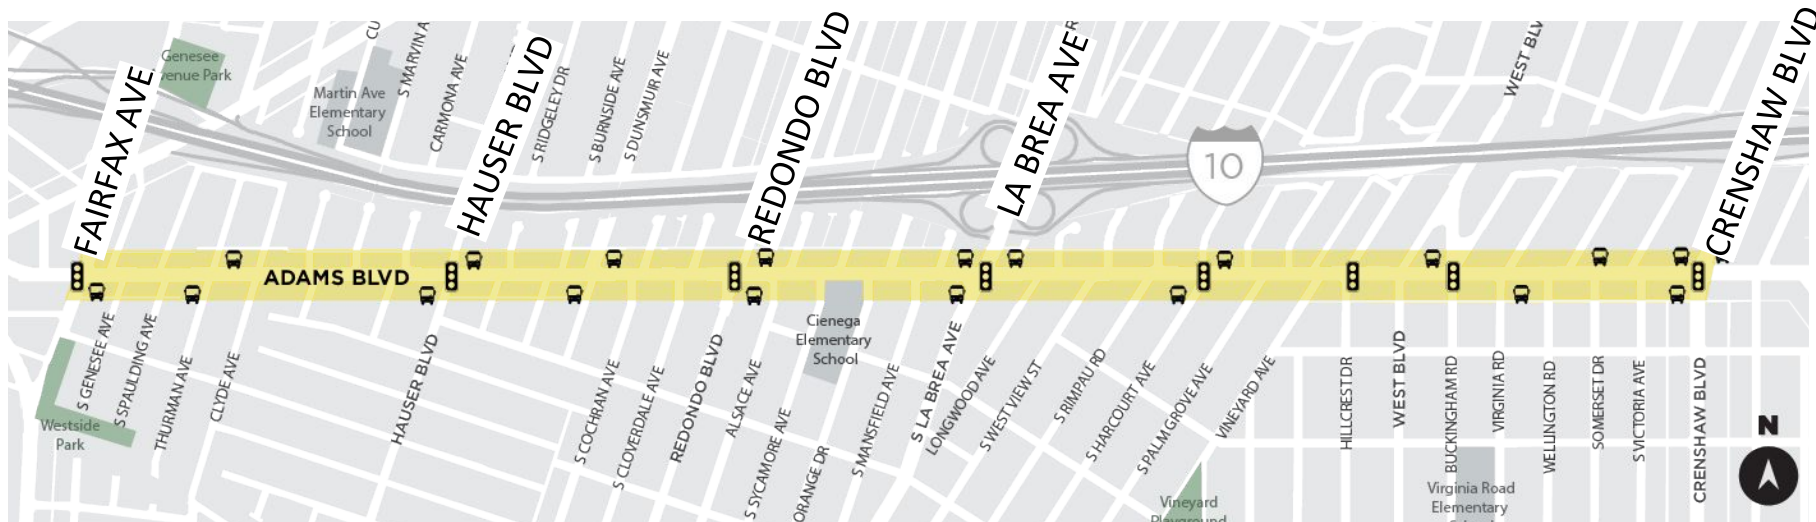 Genesee
Avenue Park
Martin Ave
Elementary
School
CU
S MARVIN A
CARMONA AVE
S RIDGELEY DR
S BURNSIDE AVE
S DUNSMUIR AVE
WEST BLV
FAIRFAX AVE
HAUSER BLVD
REDONDO BLVD
LA BREA AVE
CRENSHAW BLVD
10
ADAMS BLVD
Westside
Park
S GENESEE AVE
S SPAULDING AVE
THURMAN AVE
CLYDE AVE
HAUSER BLVD
S COCHRAN AVE
S CLOVERDALE AVE
REDONDO BLVD
ALSACE AVE
S SYCAMORE AVE
ORANGE DR
Cienega
Elementary
School
S MANSFIELD AVE
S LA BREA AVE
LONGWOOD AVE
S WEST VIEW ST
S RIMPAU RD
S HARCOURT AVE
S PALM GROVE AVE
VINEYARD AVE
Vineyard
Playground
HILLCREST DR
WEST BLVD
BUCKINGHAM RD
VIRGINIA RD
WELLINGTON RD
SOMERSET DR
S VICTORIA AVE
CRENSHAW BLVD
Virginia Road
Elementary
N